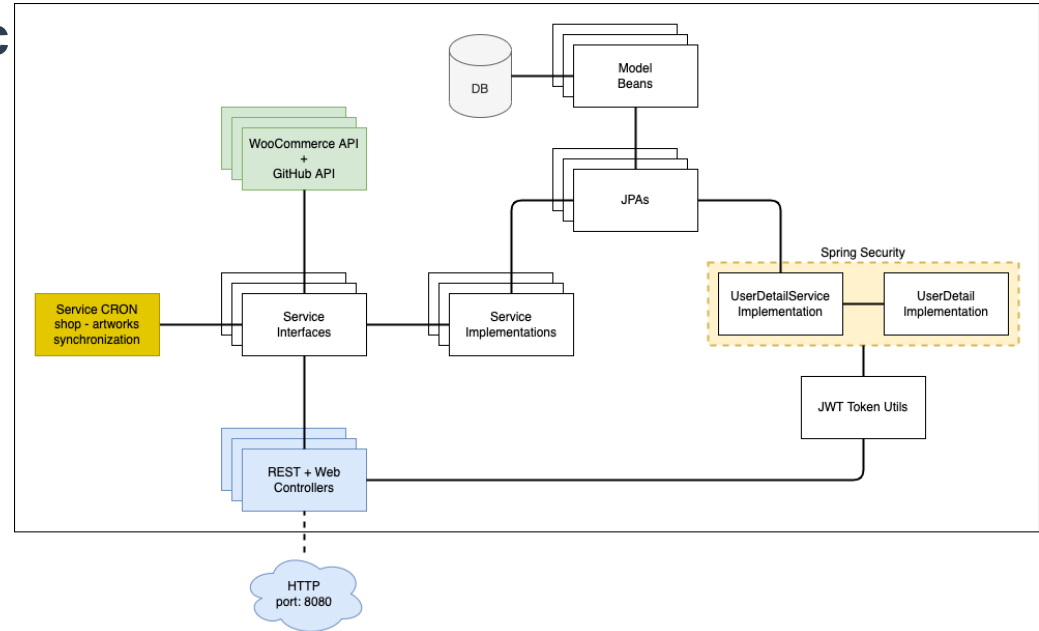 C
DB
Model
Beans
WooCommerce API
+
GitHub API
JPAs
Spring Security
UserDetailService
Implementation
UserDetail
Implementation
Service CRON
shop - artworks
synchronization
Service
Interfaces
Service
Implementations
JWT Token Utils
REST + Web
Controllers
HTTP
port: 8080